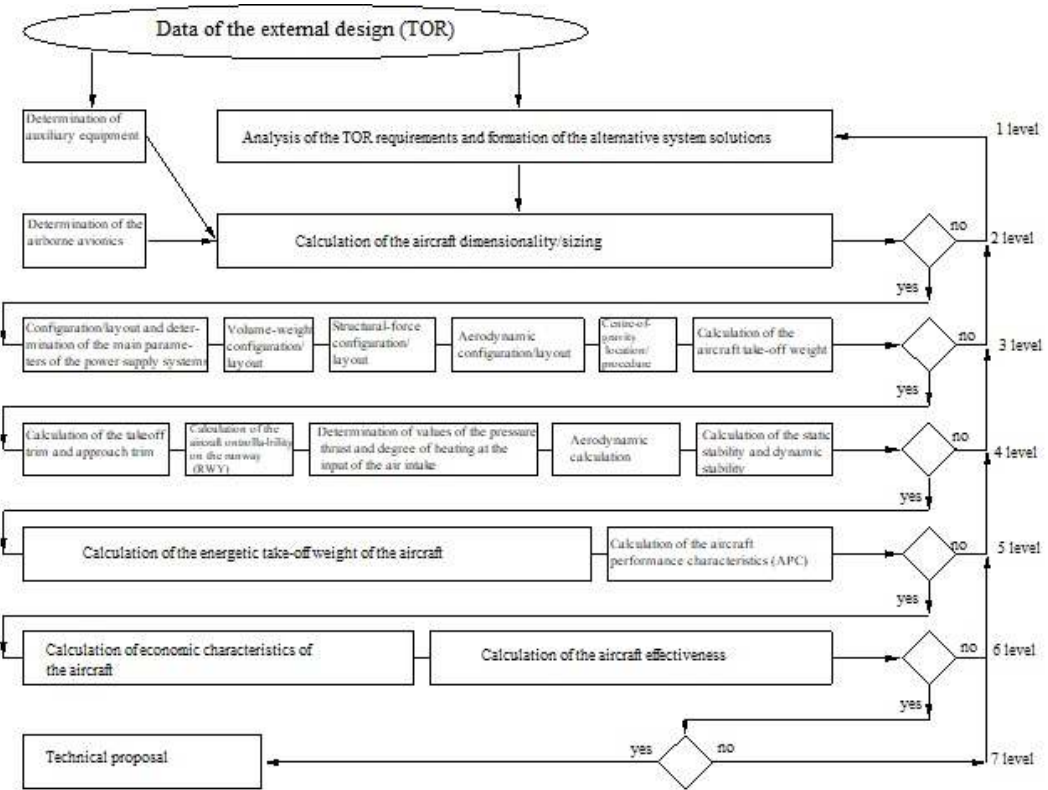 Data of the external design (TOR)
Determination of
auxiliary equipment
Analysis of the TOR requirements and formation of the alternative system solutions
1 level
Determination of the
airborne avionics
Calculation of the aircraft dimensionality/sizing
no
2 level
yes
Configuration/layout and deter-
mination of the main parame-
ters of the power supply systems
Volume-weight
configuration/
layout
Structural-force
configuration/
layout
Aerodynamic
configuration/layout
Centre-of-
gravity
location/
procedure
Calculation of the
aircraft take-off weight
no
3 level
yes
Calculation of the takeoff
trim and approach trim
Calculation of the
aircraft ontrolla-bility
on the runway
(RWY)
Determination of values of the pressure
thrust and degree of heating at the
input of the air intake
Aerodynamic
calculation
Calculation of the static
stability and dynamic
stability
no
4 level
yes
Calculation of the energetic take-off weight of the aircraft
Calculation of the aircraft
performance characteristics (APC)
no
5 level
yes
Calculation of economic characteristics of
the aircraft
Calculation of the aircraft effectiveness
no
6 level
yes
Technical proposal
yes
no
7 level